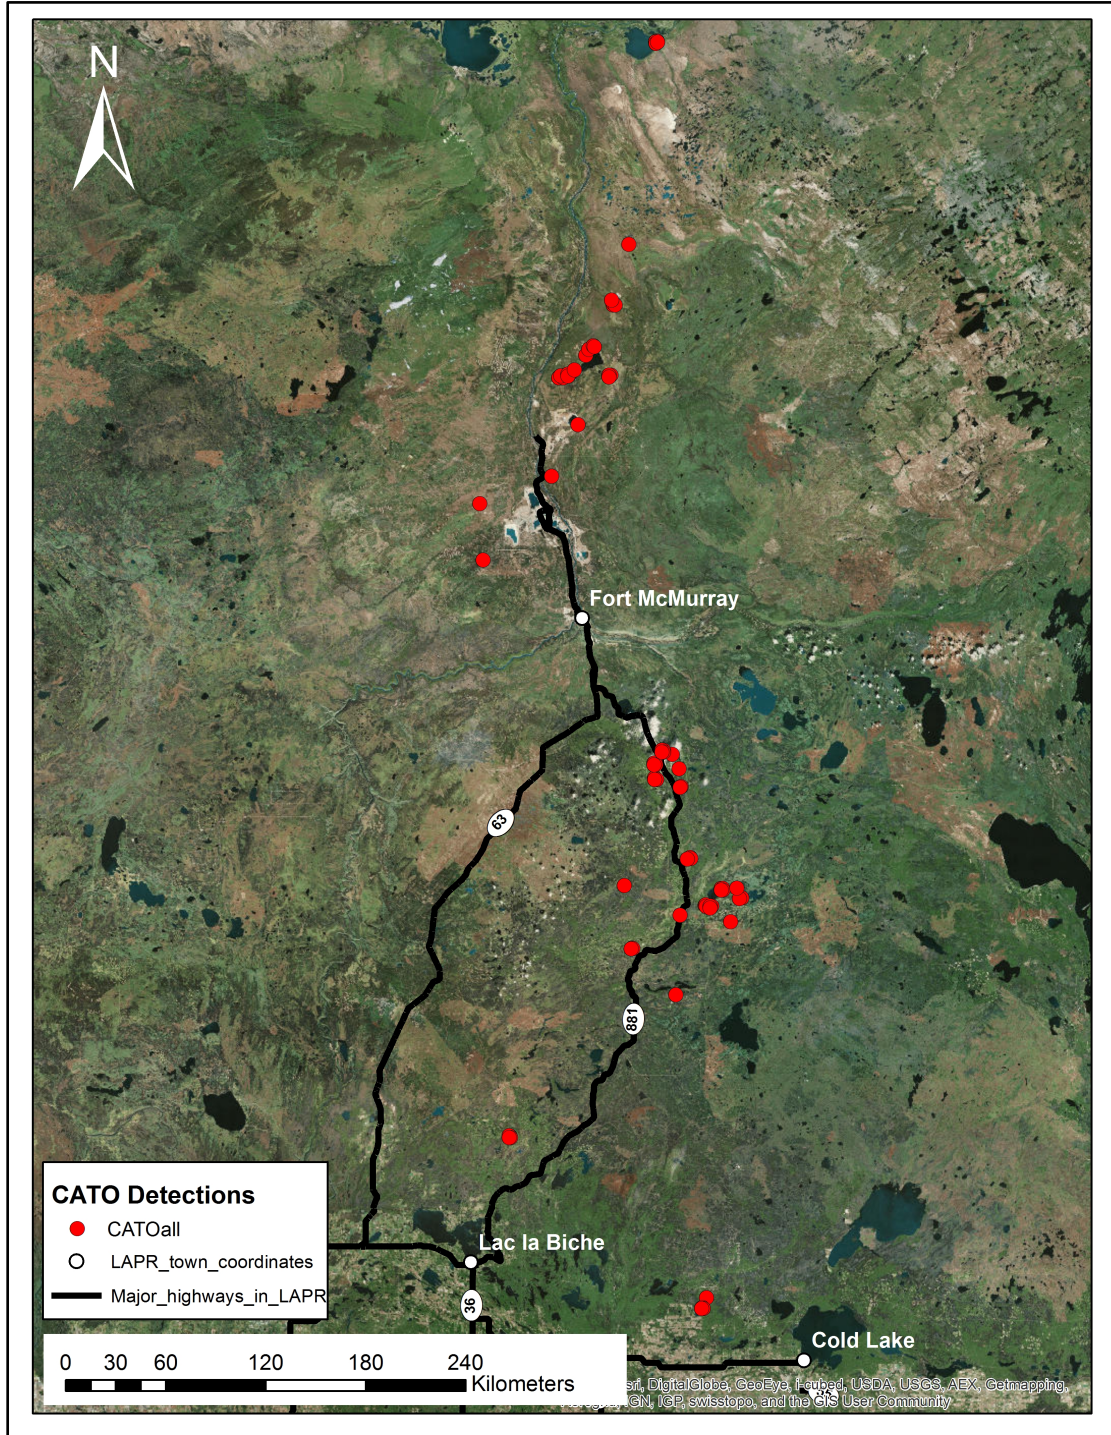 N
Fort McMurray
63
881
CATO Detections
CATOall
LAPR_town_coordinates
Major_highways_in_LAPR
Lac la Biche
36
Cold Lake
0 30 60 120 180 240
Kilometers
DigitalGlobe, GeoEye, i-cubed, USDA, USGS, AEX, Getmapping,
IGN, IGP, swisstopo, and the GIS User Community